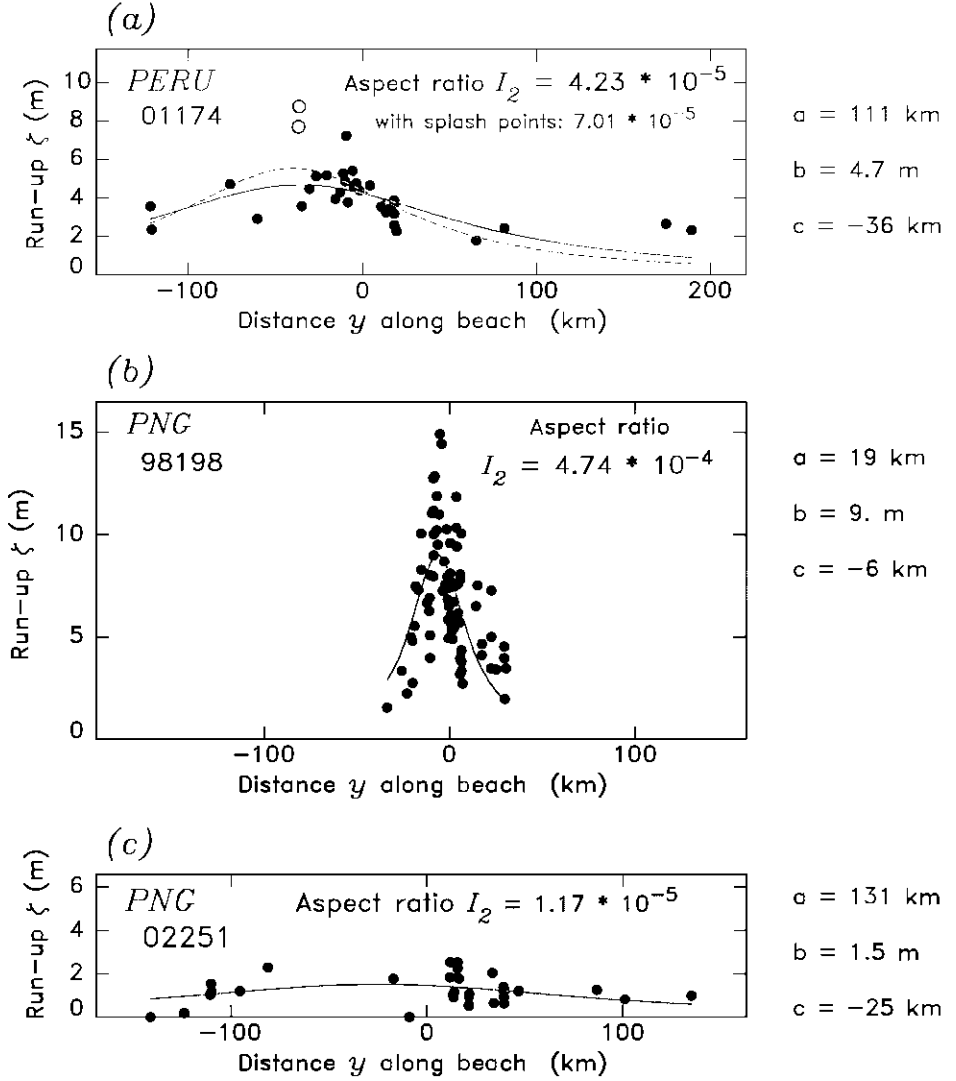 (a)
PERU
01174
Aspect ratio I₂ = 4.23 * 10⁻⁵
with splash points: 7.01 * 10⁻⁵
Run-up ζ (m)
10
8
6
4
2
0
−100
0
100
200
Distance y along beach (km)
a = 111 km
b = 4.7 m
c = −36 km
(b)
PNG
98198
Aspect ratio
I₂ = 4.74 * 10⁻⁴
Run-up ζ (m)
15
10
5
0
−100
0
100
Distance y along beach (km)
a = 19 km
b = 9. m
c = −6 km
(c)
PNG
02251
Aspect ratio I₂ = 1.17 * 10⁻⁵
Run-up ζ (m)
6
4
2
0
−100
0
100
Distance y along beach (km)
a = 131 km
b = 1.5 m
c = −25 km